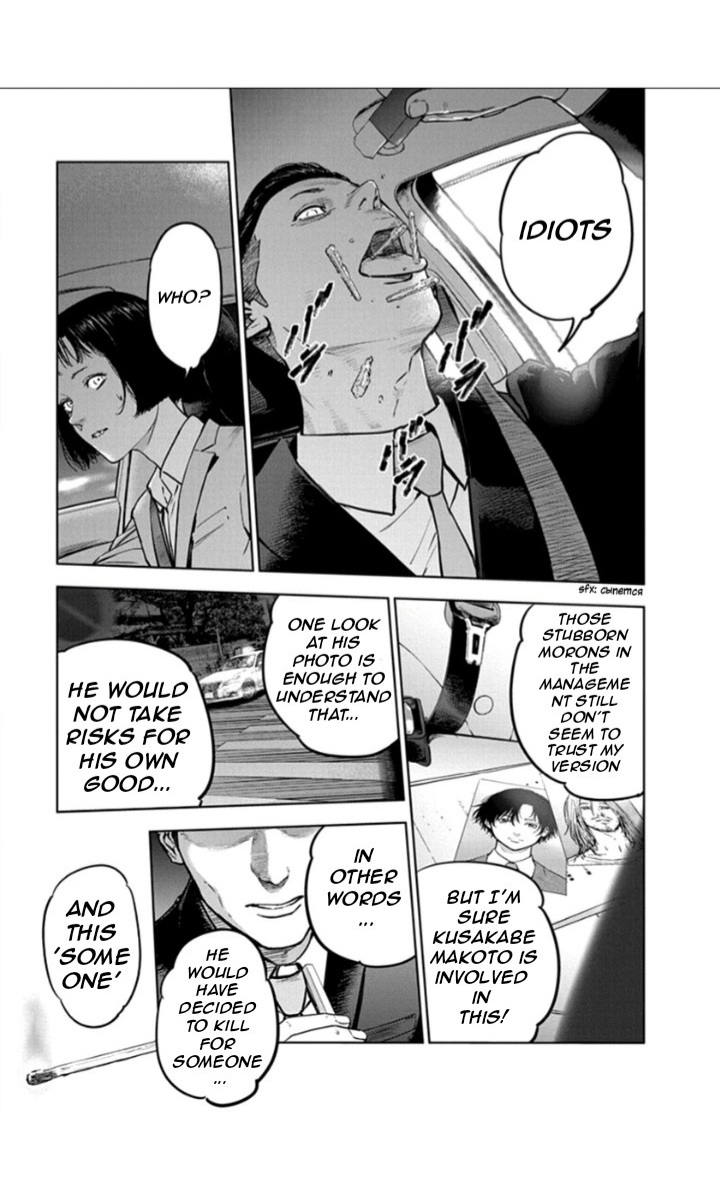 IDIOTS
WHO?
sfx: сыпется
THOSE
STUBBORN
MORONS IN
THE
MANAGEME
NT STILL
DON'T
SEEM TO
TRUST MY
VERSION
BUT I'M
SURE
KUSAKABE
MAKOTO IS
INVOLVED
IN
THIS!
ONE LOOK
AT HIS
PHOTO IS
ENOUGH TO
UNDERSTAND
THAT...
HE WOULD
NOT TAKE
RISKS FOR
HIS OWN
GOOD...
IN
OTHER
WORDS
...
HE
WOULD
HAVE
DECIDED
TO KILL
FOR
SOMEONE
...
AND
THIS
'SOME
ONE'